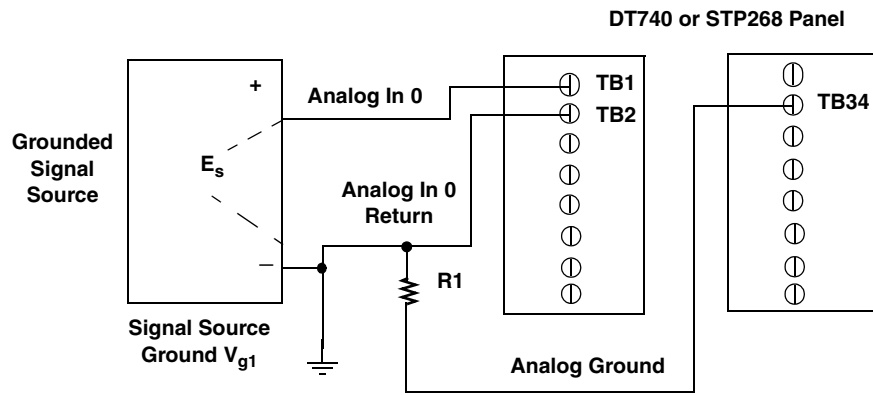 DT740 or STP268 Panel
+
Analog In 0
TB1
TB2
TB34
Grounded
Signal
Source
Es
Analog In 0
Return
–
R1
Signal Source
Ground Vg1
Analog Ground